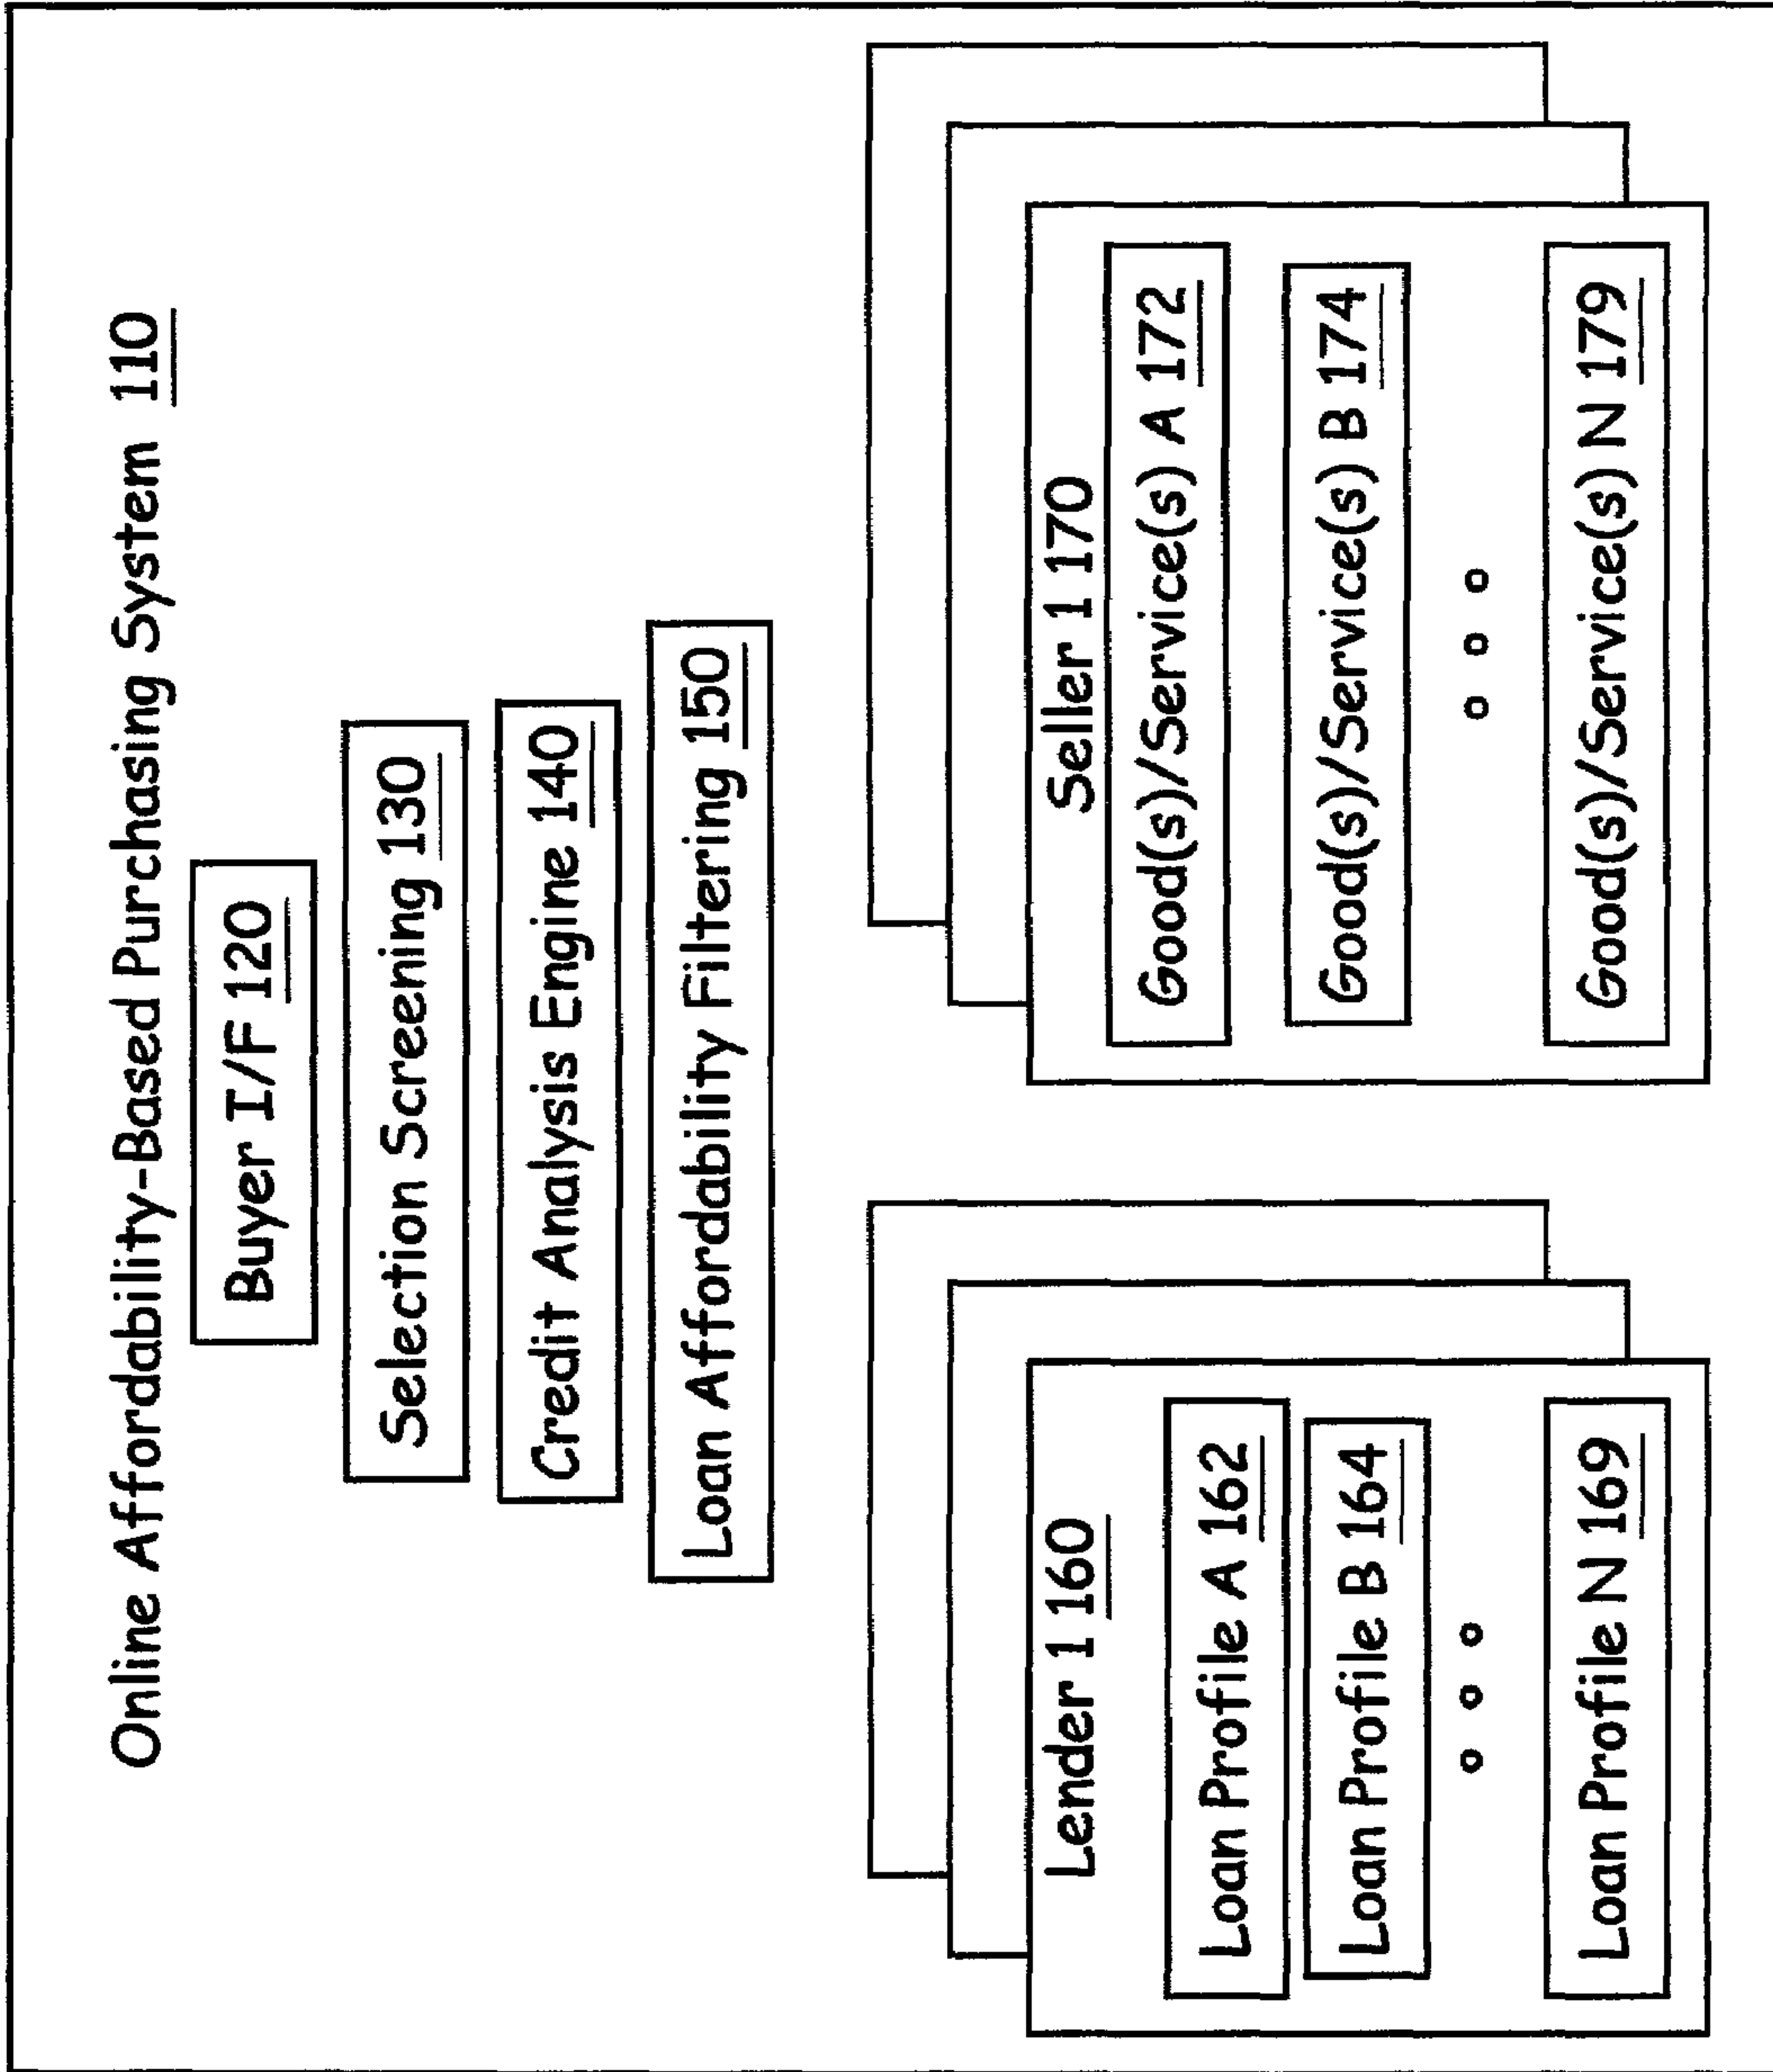 Online Affordability-Based Purchasing System 110
Buyer I/F 120
Selection Screening 130
Credit Analysis Engine 140
Loan Affordability Filtering 150
Lender 1 160
Loan Profile A 162
Loan Profile B 164
Loan Profile N 169
Seller 1 170
Good(s)/Service(s) A 172
Good(s)/Service(s) B 174
Good(s)/Service(s) N 179